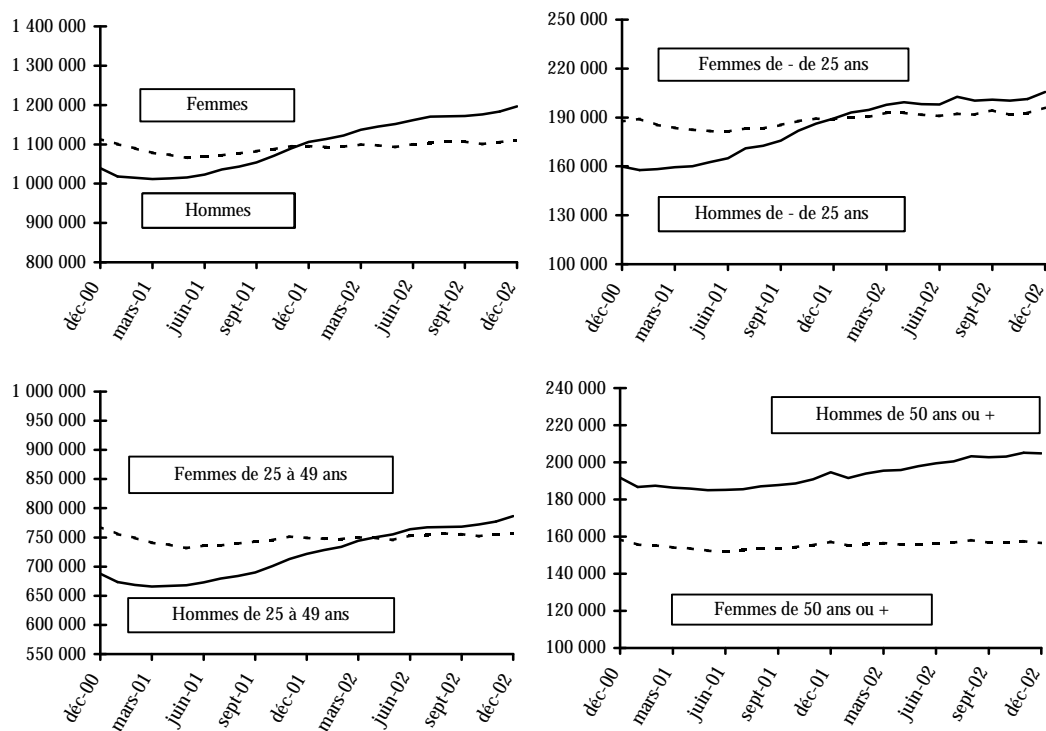 1 400 000
1 300 000
1 200 000
1 100 000
1 000 000
900 000
800 000
Femmes
Hommes
déc-00
mars-01
juin-01
sept-01
déc-01
mars-02
juin-02
sept-02
déc-02
250 000
220 000
190 000
160 000
130 000
100 000
Femmes de - de 25 ans
Hommes de - de 25 ans
déc-00
mars-01
juin-01
sept-01
déc-01
mars-02
juin-02
sept-02
déc-02
1 000 000
950 000
900 000
850 000
800 000
750 000
700 000
650 000
600 000
550 000
Femmes de 25 à 49 ans
Hommes de 25 à 49 ans
déc-00
mars-01
juin-01
sept-01
déc-01
mars-02
juin-02
sept-02
déc-02
240 000
220 000
200 000
180 000
160 000
140 000
120 000
100 000
Hommes de 50 ans ou +
Femmes de 50 ans ou +
déc-00
mars-01
juin-01
sept-01
déc-01
mars-02
juin-02
sept-02
déc-02